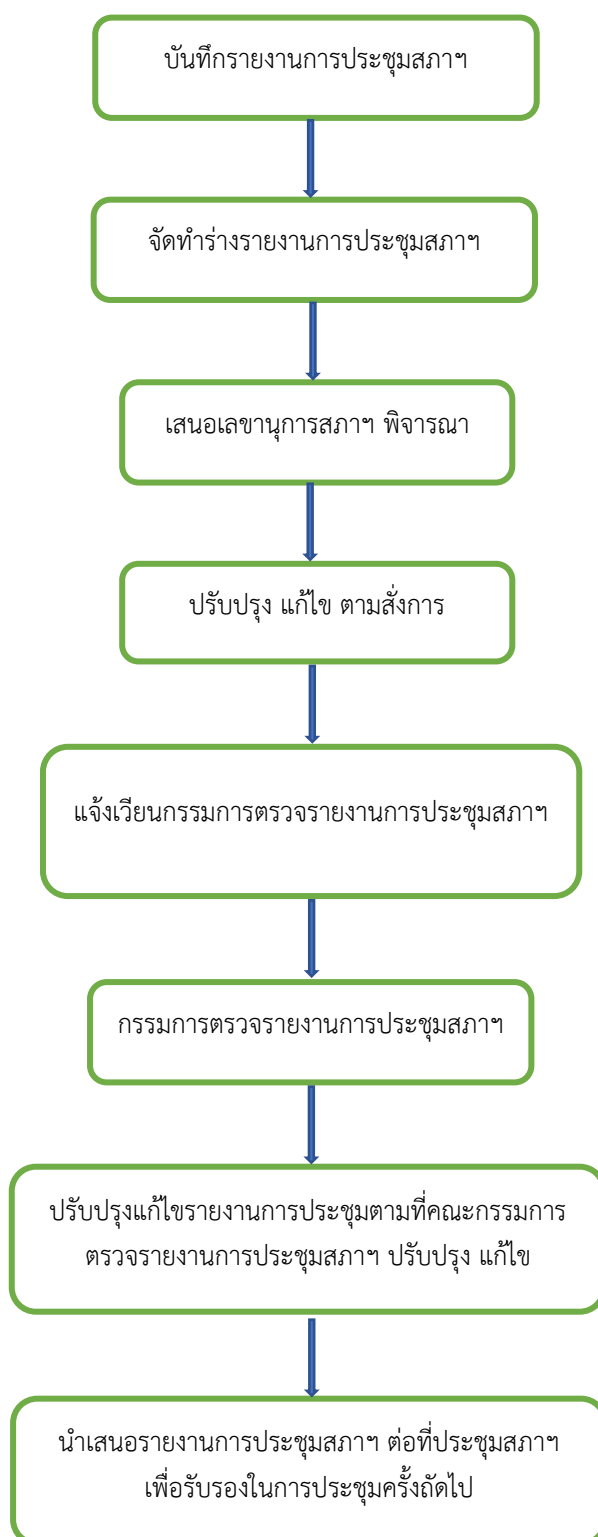 บันทึกรายงานการประชุมสภาฯ
จัดทำร่างรายงานการประชุมสภาฯ
เสนอเลขานุการสภาฯ พิจารณา
ปรับปรุง แก้ไข ตามสั่งการ
แจ้งเวียนกรรมการตรวจรายงานการประชุมสภาฯ
กรรมการตรวจรายงานการประชุมสภาฯ
ปรับปรุงแก้ไขรายงานการประชุมตามที่คณะกรรมการ
ตรวจรายงานการประชุมสภาฯ ปรับปรุง แก้ไข
นำเสนอรายงานการประชุมสภาฯ ต่อที่ประชุมสภาฯ
เพื่อรับรองในการประชุมครั้งถัดไป